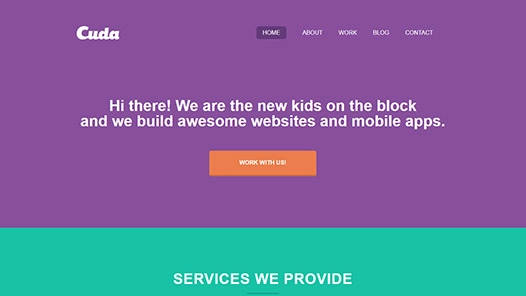 Cuda
HOME ABOUT WORK BLOG CONTACT
Hi there! We are the new kids on the block
and we build awesome websites and mobile apps.
WORK WITH US!
SERVICES WE PROVIDE